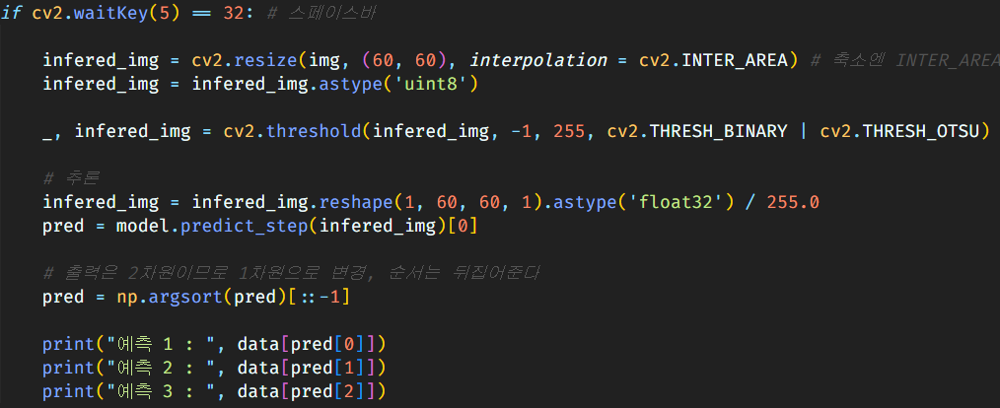 if cv2.waitKey(5) == 32: # 스페이스바
infered_img = cv2.resize(img, (60, 60), interpolation = cv2.INTER_AREA) # 축소엔 INTER_AREA
infered_img = infered_img.astype('uint8')
_, infered_img = cv2.threshold(infered_img, -1, 255, cv2.THRESH_BINARY | cv2.THRESH_OTSU)
# 추론
infered_img = infered_img.reshape(1, 60, 60, 1).astype('float32') / 255.0
pred = model.predict_step(infered_img)[0]
# 출력은 2차원이므로 1차원으로 변경, 순서는 뒤집어준다
pred = np.argsort(pred)[::-1]
print("예측 1 : ", data[pred[0]])
print("예측 2 : ", data[pred[1]])
print("예측 3 : ", data[pred[2]])